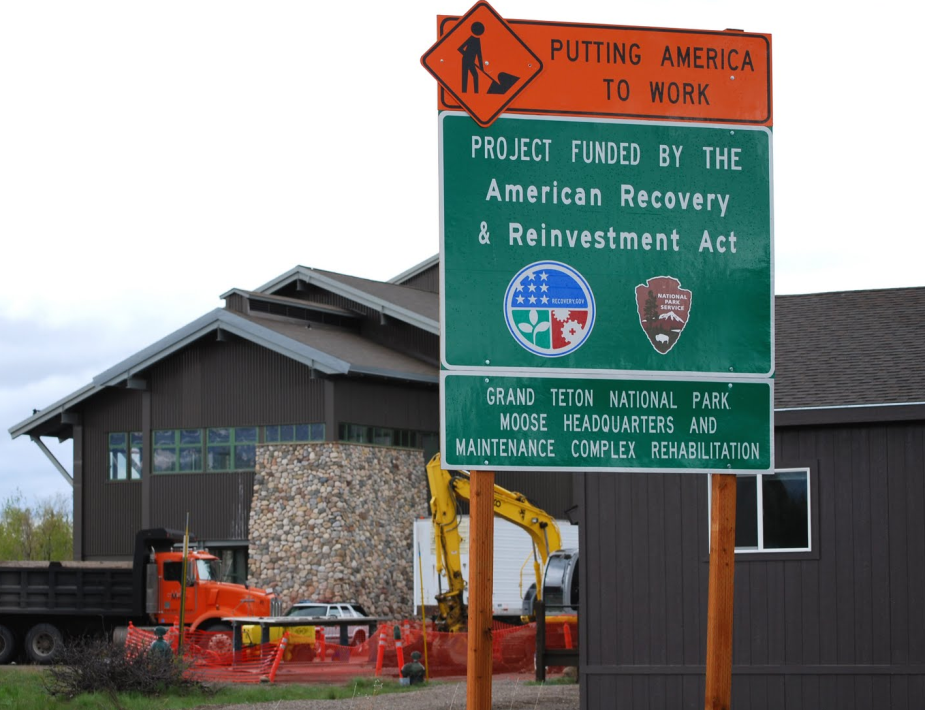 PUTTING AMERICA
TO WORK
PROJECT FUNDED BY THE
American Recovery
& Reinvestment Act
RECOVERY.GOV
NATIONAL
PARK
SERVICE
GRAND TETON NATIONAL PARK
MOOSE HEADQUARTERS AND
MAINTENANCE COMPLEX REHABILITATION